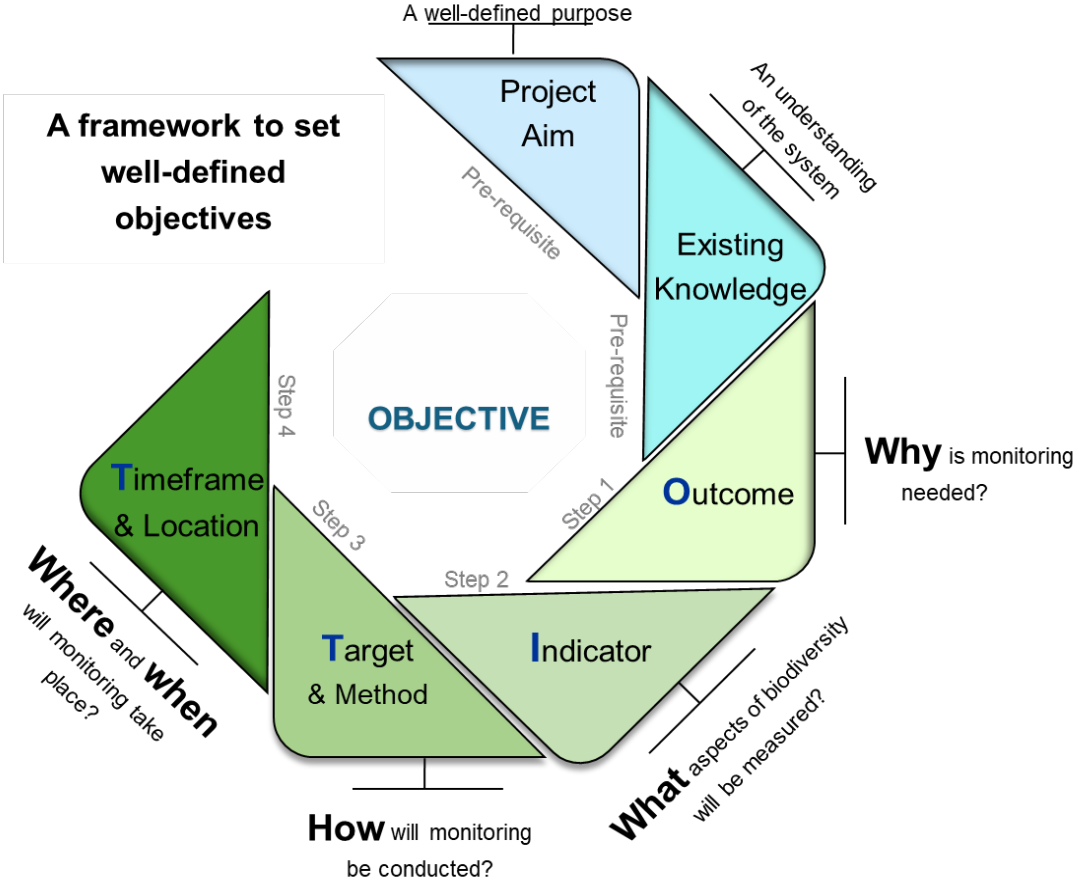 A well-defined purpose
A framework to set
well-defined
objectives
Project
Aim
Pre-requisite
An understanding
of the system
Existing
Knowledge
Pre-requisite
OBJECTIVE
Step 1
Outcome
Why is monitoring
needed?
Step 2
Indicator
What aspects of biodiversity
will be measured?
Step 3
Target
& Method
How will monitoring
be conducted?
Step 4
Timeframe
& Location
Where and when
will monitoring take
place?